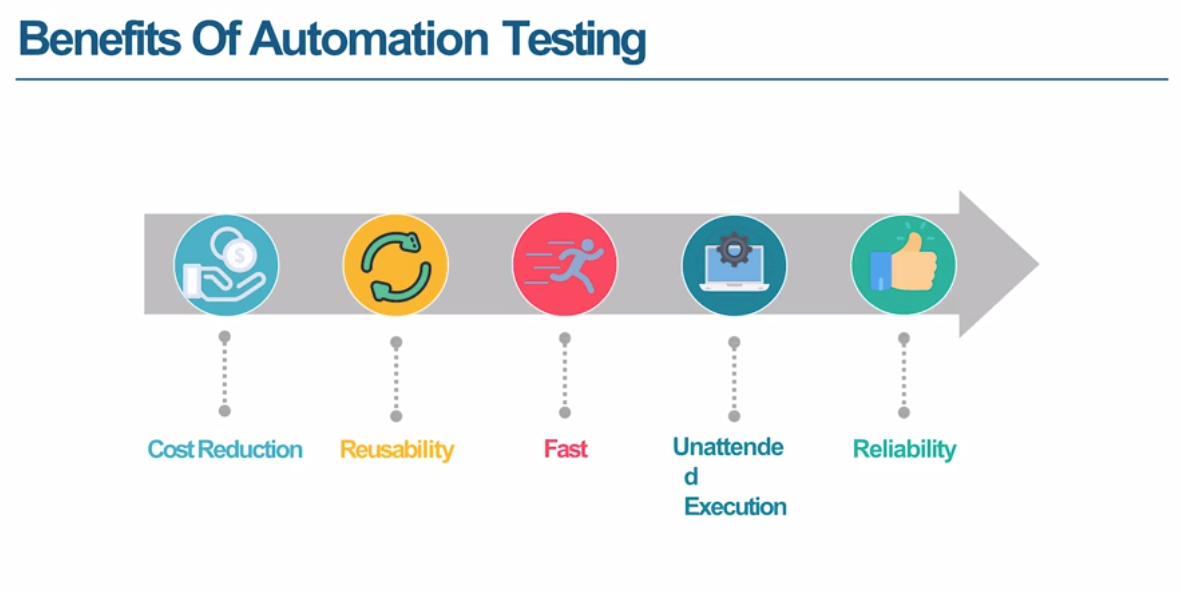 Benefits Of Automation Testing
$
Cost Reduction
Reusability
Fast
Unattende
d
Execution
Reliability